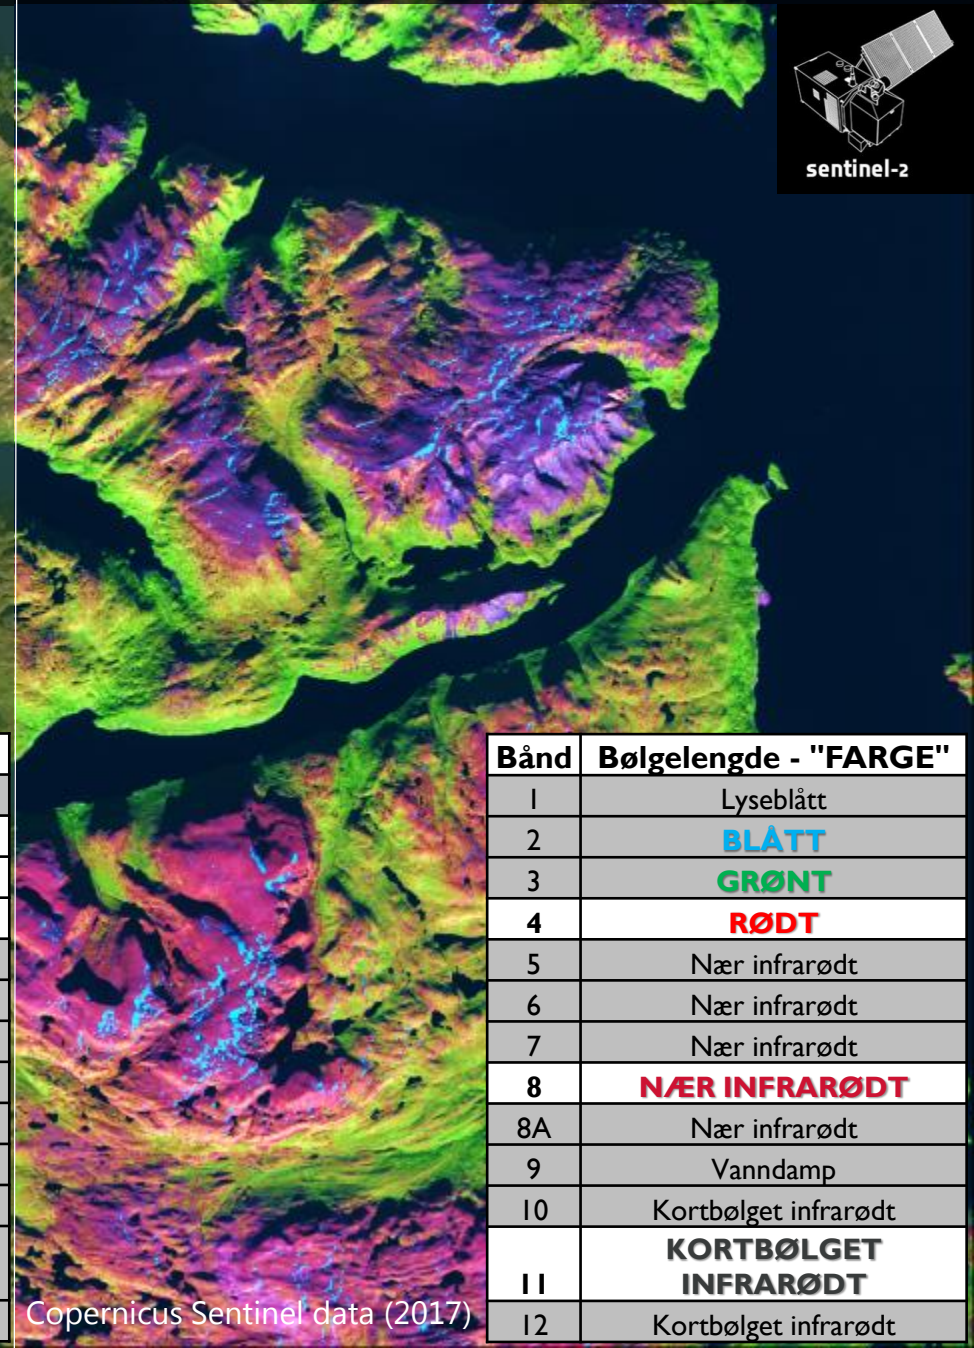 sentinel-2
Bånd Bølgelengde - "FARGE"
1 Lyseblått
2 BLÅTT
3 GRØNT
4 RØDT
5 Nær infrarødt
6 Nær infrarødt
7 Nær infrarødt
8 NÆR INFRARØDT
8A Nær infrarødt
9 Vanndamp
10 Kortbølget infrarødt
KORTBØLGET
11 INFRARØDT
12 Kortbølget infrarødt
Copernicus Sentinel data (2017)